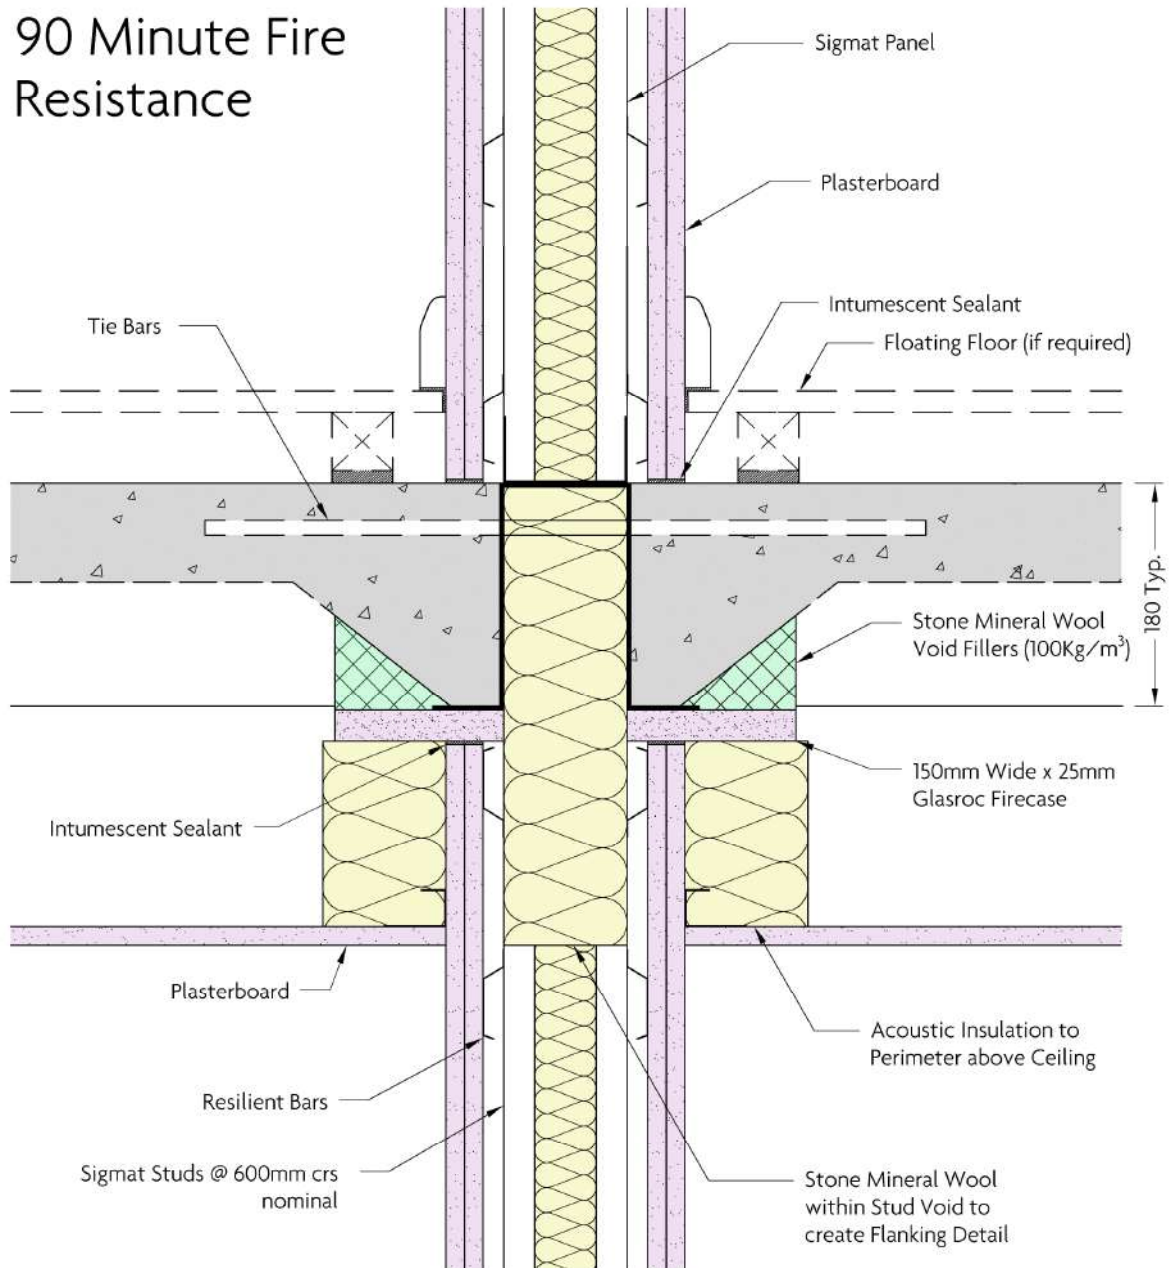 90 Minute Fire
Resistance
Sigmat Panel
Plasterboard
Intumescent Sealant
Floating Floor (if required)
Tie Bars
180 Typ.
Stone Mineral Wool
Void Fillers (100Kg/m³)
150mm Wide x 25mm
Glasroc Firecase
Intumescent Sealant
Plasterboard
Acoustic Insulation to
Perimeter above Ceiling
Resilient Bars
Sigmat Studs @ 600mm crs
nominal
Stone Mineral Wool
within Stud Void to
create Flanking Detail